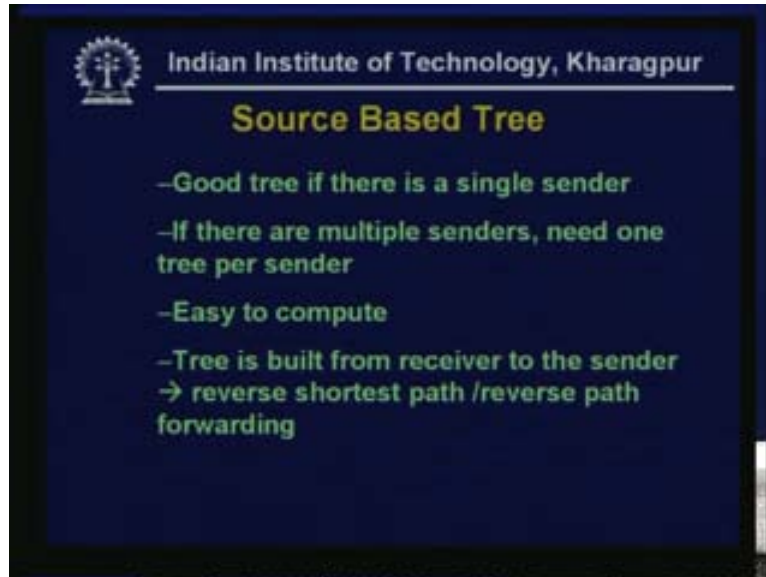 Indian Institute of Technology, Kharagpur
Source Based Tree
–Good tree if there is a single sender
–If there are multiple senders, need one
tree per sender
–Easy to compute
–Tree is built from receiver to the sender
→ reverse shortest path /reverse path
forwarding